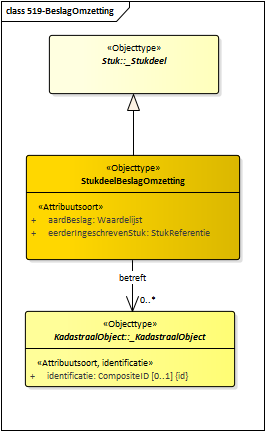 class 519-BeslagOmzetting
«Objecttype»
Stuk::_Stukdeel
«Objecttype»
StukdeelBeslagOmzetting
«Attribuutsoort»
+ aardBeslag: Waardelijst
+ eerderIngeschrevenStuk: StukReferentie
betreft
0..*
«Objecttype»
KadastraalObject::_KadastraalObject
«Attribuutsoort, identificatie»
+ identificatie: CompositeID [0..1] {id}